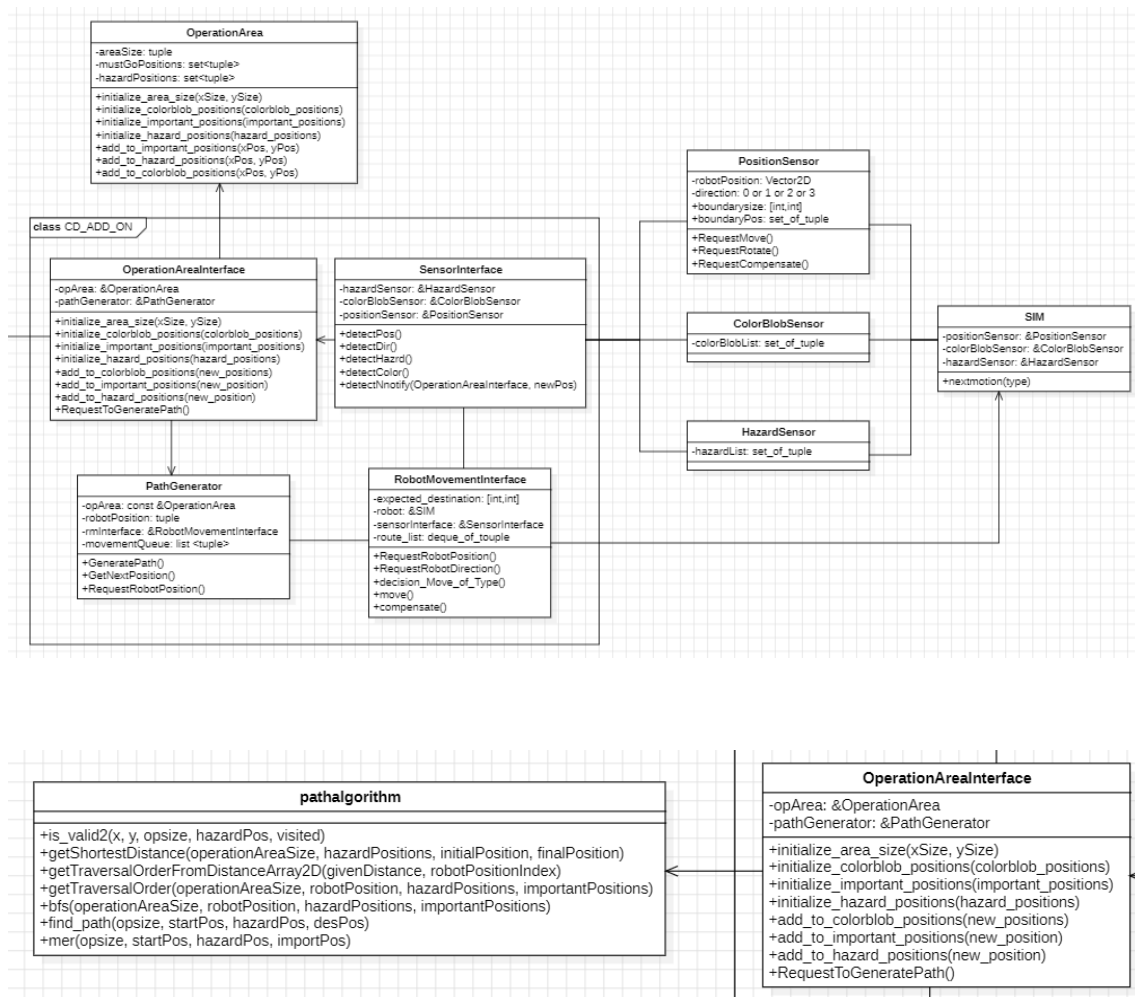 OperationArea
-areaSize: tuple
-mustGoPositions: set<tuple>
-hazardPositions: set<tuple>
+initialize_area_size(xSize, ySize)
+initialize_colorblob_positions(colorblob_positions)
+initialize_important_positions(important_positions)
+initialize_hazard_positions(hazard_positions)
+add_to_important_positions(xPos, yPos)
+add_to_hazard_positions(xPos, yPos)
+add_to_colorblob_positions(xPos, yPos)
class CD_ADD_ON
OperationAreaInterface
-opArea: &OperationArea
-pathGenerator: &PathGenerator
+initialize_area_size(xSize, ySize)
+initialize_colorblob_positions(colorblob_positions)
+initialize_important_positions(important_positions)
+initialize_hazard_positions(hazard_positions)
+add_to_colorblob_positions(new_positions)
+add_to_important_positions(new_position)
+add_to_hazard_positions(new_position)
+RequestToGeneratePath()
SensorInterface
-hazardSensor: &HazardSensor
-colorBlobSensor: &ColorBlobSensor
-positionSensor: &PositionSensor
+detectPos()
+detectDir()
+detectHazrd()
+detectColor()
+detectNnotify(OperationAreaInterface, newPos)
PositionSensor
-robotPosition: Vector2D
-direction: 0 or 1 or 2 or 3
+boundarysize: [int,int]
+boundaryPos: set_of_tuple
+RequestMove()
+RequestRotate()
+RequestCompensate()
ColorBlobSensor
-colorBlobList: set_of_tuple
HazardSensor
-hazardList: set_of_tuple
SIM
-positionSensor: &PositionSensor
-colorBlobSensor: &ColorBlobSensor
-hazardSensor: &HazardSensor
+nextmotion(type)
PathGenerator
-opArea: const &OperationArea
-robotPosition: tuple
-rmInterface: &RobotMovementInterface
-movementQueue: list <tuple>
+GeneratePath()
+GetNextPosition()
+RequestRobotPosition()
RobotMovementInterface
-expected_destination: [int,int]
-robot: &SIM
-sensorInterface: &SensorInterface
-route_list: deque_of_touple
+RequestRobotPosition()
+RequestRobotDirection()
+decision_Move_of_Type()
+move()
+compensate()
pathalgorithm
+is_valid2(x, y, opsize, hazardPos, visited)
+getShortestDistance(operationAreaSize, hazardPositions, initialPosition, finalPosition)
+getTraversalOrderFromDistanceArray2D(givenDistance, robotPositionIndex)
+getTraversalOrder(operationAreaSize, robotPosition, hazardPositions, importantPositions)
+bfs(operationAreaSize, robotPosition, hazardPositions, importantPositions)
+find_path(opsize, startPos, hazardPos, desPos)
+mer(opsize, startPos, hazardPos, importPos)
OperationAreaInterface
-opArea: &OperationArea
-pathGenerator: &PathGenerator
+initialize_area_size(xSize, ySize)
+initialize_colorblob_positions(colorblob_positions)
+initialize_important_positions(important_positions)
+initialize_hazard_positions(hazard_positions)
+add_to_colorblob_positions(new_positions)
+add_to_important_positions(new_position)
+add_to_hazard_positions(new_position)
+RequestToGeneratePath()